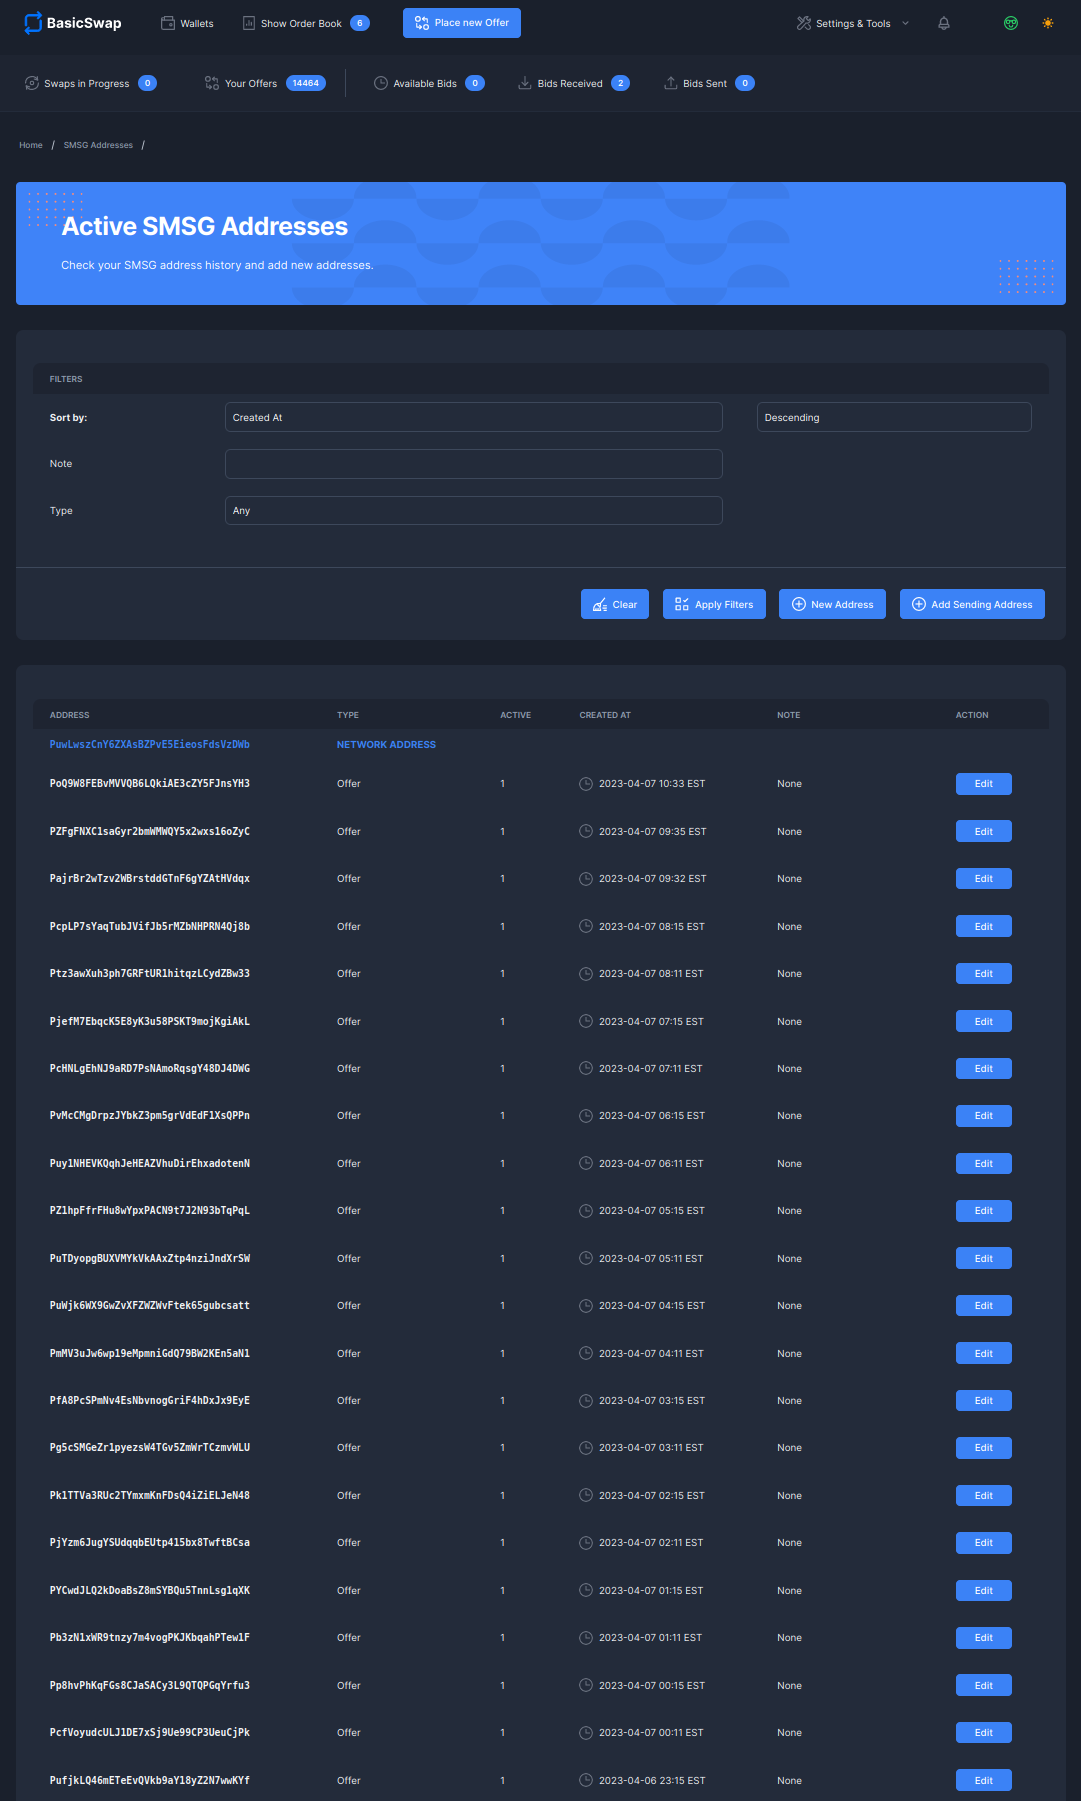 BasicSwap Wallets Show Order Book 6 Place new Offer Settings & Tools
Swaps in Progress 0 Your Offers 14464 Available Bids 0 Bids Received 2 Bids Sent 0
Home / SMSG Addresses /
Active SMSG Addresses
Check your SMSG address history and add new addresses.
FILTERS
Sort by: Created At Descending
Note
Type Any
Clear Apply Filters New Address Add Sending Address
ADDRESS TYPE ACTIVE CREATED AT NOTE ACTION
PuwLwszCnY6ZXAsBZPvE5EieosFdsVzDWb NETWORK ADDRESS
PoQ9W8FEBvMVVQB6LQkiAE3cZY5FJnsYH3 Offer 1 2023-04-07 10:33 EST None Edit
PZFgFNXC1saGyr2bmWMWQY5x2wxs16oZyC Offer 1 2023-04-07 09:35 EST None Edit
PajrBr2wTzv2WBrstddGTnF6gYZAtHVdqx Offer 1 2023-04-07 09:32 EST None Edit
PcpLP7sYaqTubJVifJb5rMZbNHPRN4Qj8b Offer 1 2023-04-07 08:15 EST None Edit
Ptz3awXuh3ph7GRFtUR1hitqzLCydZBw33 Offer 1 2023-04-07 08:11 EST None Edit
PjefM7EbqcK5E8yK3u58PSKT9mojKgiAkL Offer 1 2023-04-07 07:15 EST None Edit
PcHNLgEhNJ9aRD7PsNAmoRqsgY48DJ4DWG Offer 1 2023-04-07 07:11 EST None Edit
PvMcCMgDrpzJYbkZ3pm5grVdEdF1XsQPPn Offer 1 2023-04-07 06:15 EST None Edit
Puy1NHEVKQqhJeHEAZVhuDirEhxadotenN Offer 1 2023-04-07 06:11 EST None Edit
PZ1hpFfrFHu8wYpxPACN9t7J2N93bTqPqL Offer 1 2023-04-07 05:15 EST None Edit
PuTDyopgBUXVMYkVkAAxZtp4nziJndXrSW Offer 1 2023-04-07 05:11 EST None Edit
PuWjk6WX9GwZvXFZWZWvFtek65gubcsatt Offer 1 2023-04-07 04:15 EST None Edit
PmMV3uJw6wp19eMpmniGdQ79BW2KEn5aN1 Offer 1 2023-04-07 04:11 EST None Edit
PfA8PcSPmNv4EsNbvnogGriF4hDxJx9EyE Offer 1 2023-04-07 03:15 EST None Edit
Pg5cSMGeZr1pyezsW4TGv5ZmWrTCzmvWLU Offer 1 2023-04-07 03:11 EST None Edit
Pk1TTVa3RUc2TYmxmKnFDsQ4iZiELJeN48 Offer 1 2023-04-07 02:15 EST None Edit
PjYzm6JugYSUdqqbEUtp415bx8TwftBCsa Offer 1 2023-04-07 02:11 EST None Edit
PYCwdJLQ2kDoaBsZ8mSYBQu5TnnLsg1qXK Offer 1 2023-04-07 01:15 EST None Edit
Pb3zN1xWR9tnzy7m4vogPKJKbqahPTew1F Offer 1 2023-04-07 01:11 EST None Edit
Pp8hvPhKqFGs8CJaSACy3L9QTQPGqYrfu3 Offer 1 2023-04-07 00:15 EST None Edit
PcfVoyudcULJ1DE7xSj9Ue99CP3UeuCjPk Offer 1 2023-04-07 00:11 EST None Edit
PufjkLQ46mETeEvQVkb9aY18yZ2N7wwKYf Offer 1 2023-04-06 23:15 EST None Edit